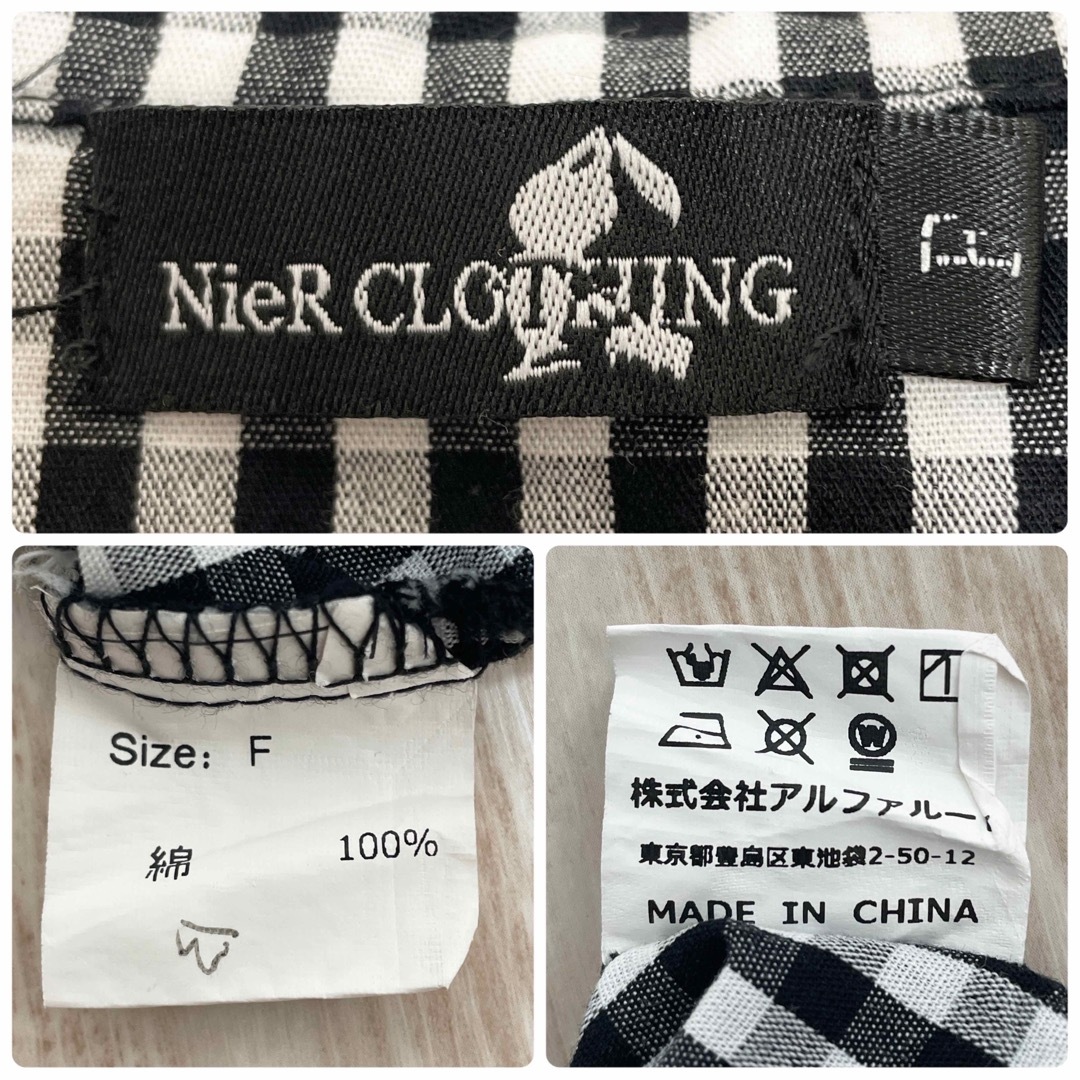 NieR CLOTHING
F
Size: F
綿 100%
株式会社アルファルー
東京都豊島区東池袋2-50-12
MADE IN CHINA